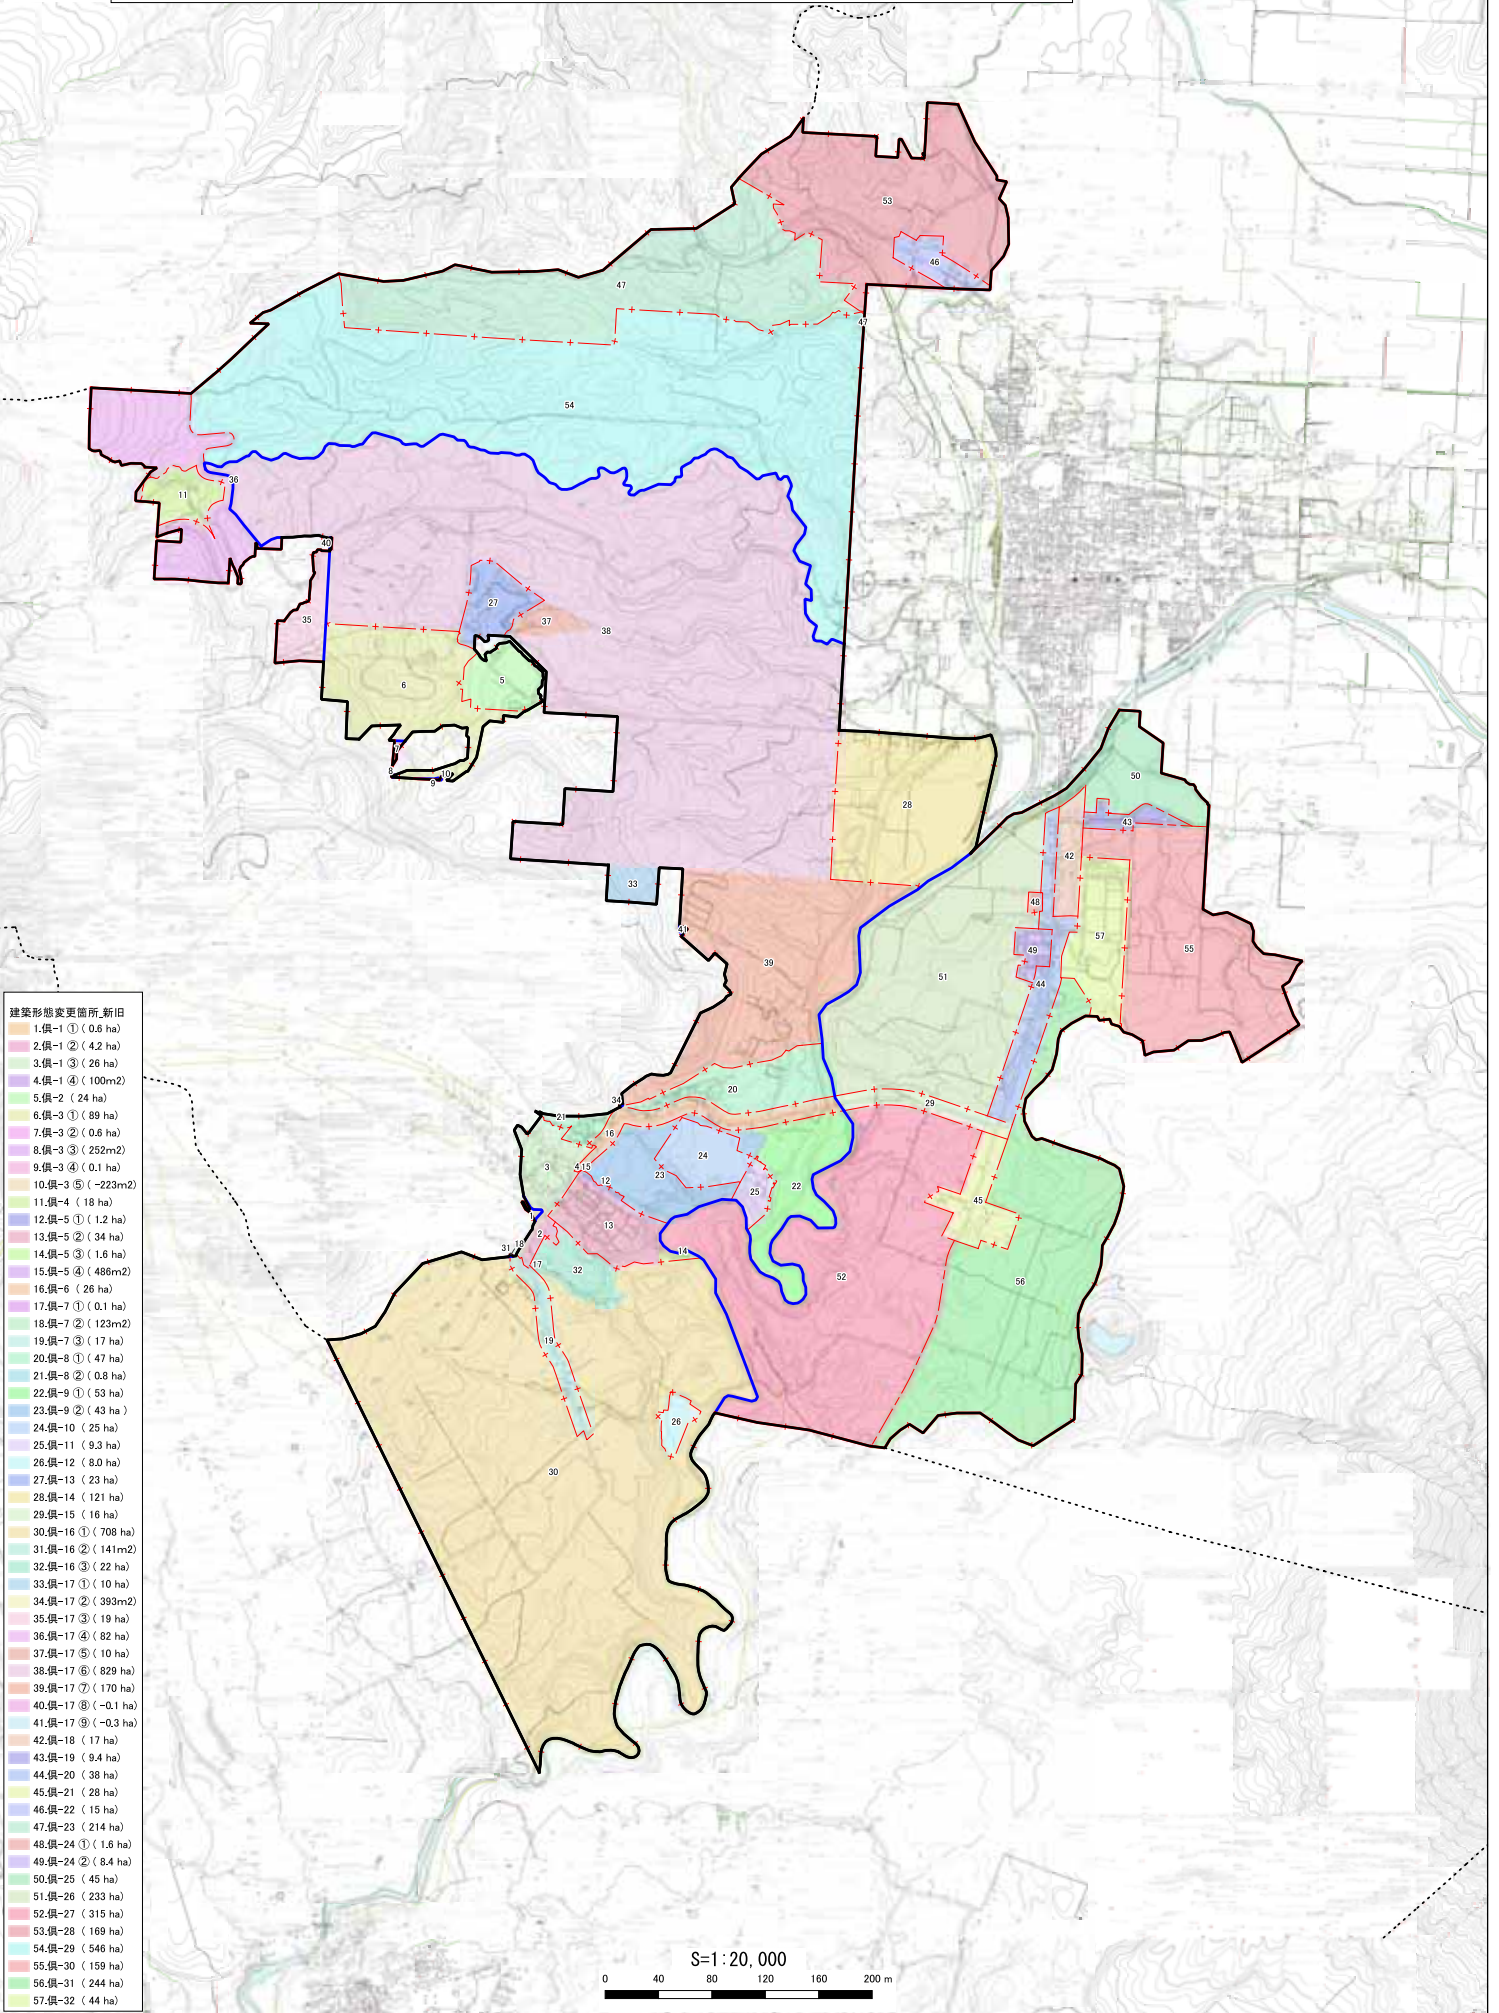 53
46
47
47
54
36
11
40
27
37
38
35
5
6
7
8
10
9
28
50
43
42
33
48
57
41
49
55
39
51
44
20
34
29
21
16
3
4
15
24
12
23
25
22
45
13
2
18
31
14
17
32
52
56
19
26
30
建築形態変更箇所_新旧
1.倶-1 ① ( 0.6 ha)
2.倶-1 ② ( 4.2 ha)
3.倶-1 ③ ( 26 ha)
4.倶-1 ④ ( 100m2)
5.倶-2 ( 24 ha)
6.倶-3 ① ( 89 ha)
7.倶-3 ② ( 0.6 ha)
8.倶-3 ③ ( 252m2)
9.倶-3 ④ ( 0.1 ha)
10.倶-3 ⑤ ( -223m2)
11.倶-4 ( 18 ha)
12.倶-5 ① ( 1.2 ha)
13.倶-5 ② ( 34 ha)
14.倶-5 ③ ( 1.6 ha)
15.倶-5 ④ ( 486m2)
16.倶-6 ( 26 ha)
17.倶-7 ① ( 0.1 ha)
18.倶-7 ② ( 123m2)
19.倶-7 ③ ( 17 ha)
20.倶-8 ① ( 47 ha)
21.倶-8 ② ( 0.8 ha)
22.倶-9 ① ( 53 ha)
23.倶-9 ② ( 43 ha )
24.倶-10 ( 25 ha)
25.倶-11 ( 9.3 ha)
26.倶-12 ( 8.0 ha)
27.倶-13 ( 23 ha)
28.倶-14 ( 121 ha)
29.倶-15 ( 16 ha)
30.倶-16 ① ( 708 ha)
31.倶-16 ② ( 141m2)
32.倶-16 ③ ( 22 ha)
33.倶-17 ① ( 10 ha)
34.倶-17 ② ( 393m2)
35.倶-17 ③ ( 19 ha)
36.倶-17 ④ ( 82 ha)
37.倶-17 ⑤ ( 10 ha)
38.倶-17 ⑥ ( 829 ha)
39.倶-17 ⑦ ( 170 ha)
40.倶-17 ⑧ ( -0.1 ha)
41.倶-17 ⑨ ( -0.3 ha)
42.倶-18 ( 17 ha)
43.倶-19 ( 9.4 ha)
44.倶-20 ( 38 ha)
45.倶-21 ( 28 ha)
46.倶-22 ( 15 ha)
47.倶-23 ( 214 ha)
48.倶-24 ① ( 1.6 ha)
49.倶-24 ② ( 8.4 ha)
50.倶-25 ( 45 ha)
51.倶-26 ( 233 ha)
52.倶-27 ( 315 ha)
53.倶-28 ( 169 ha)
54.倶-29 ( 546 ha)
55.倶-30 ( 159 ha)
56.倶-31 ( 244 ha)
57.倶-32 ( 44 ha)
S=1:20,000
0 40 80 120 160 200 m